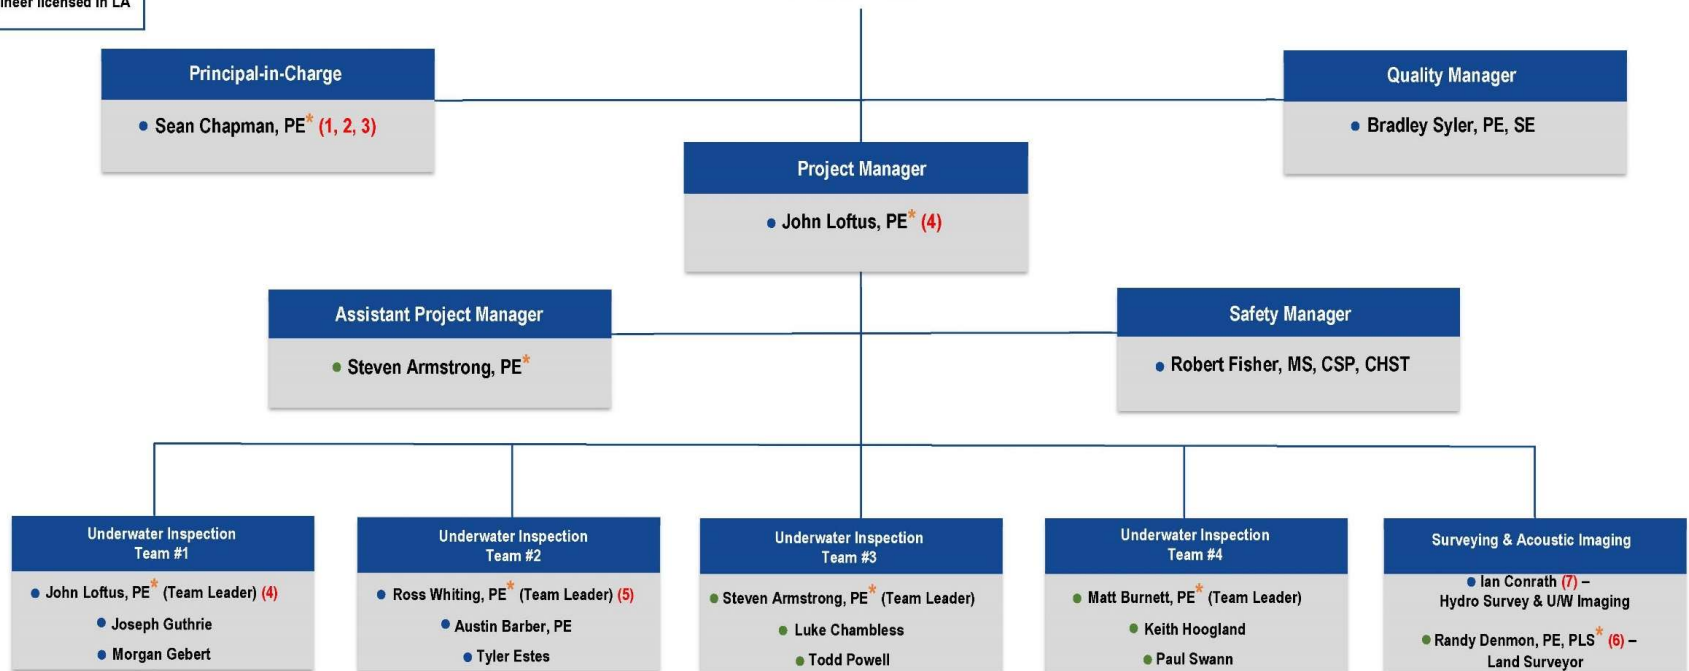 licensed in LA
Principal-in-Charge
• Sean Chapman, PE* (1, 2, 3)
Quality Manager
• Bradley Syler, PE, SE
Project Manager
• John Loftus, PE* (4)
Assistant Project Manager
• Steven Armstrong, PE*
Safety Manager
• Robert Fisher, MS, CSP, CHST
Underwater Inspection
Team #1
• John Loftus, PE* (Team Leader) (4)
• Joseph Guthrie
• Morgan Gebert
Underwater Inspection
Team #2
• Ross Whiting, PE* (Team Leader) (5)
• Austin Barber, PE
• Tyler Estes
Underwater Inspection
Team #3
• Steven Armstrong, PE* (Team Leader)
• Luke Chambless
• Todd Powell
Underwater Inspection
Team #4
• Matt Burnett, PE* (Team Leader)
• Keith Hoogland
• Paul Swann
Surveying & Acoustic Imaging
• Ian Conrath (7) –
Hydro Survey & U/W Imaging
• Randy Denmon, PE, PLS* (6) –
Land Surveyor